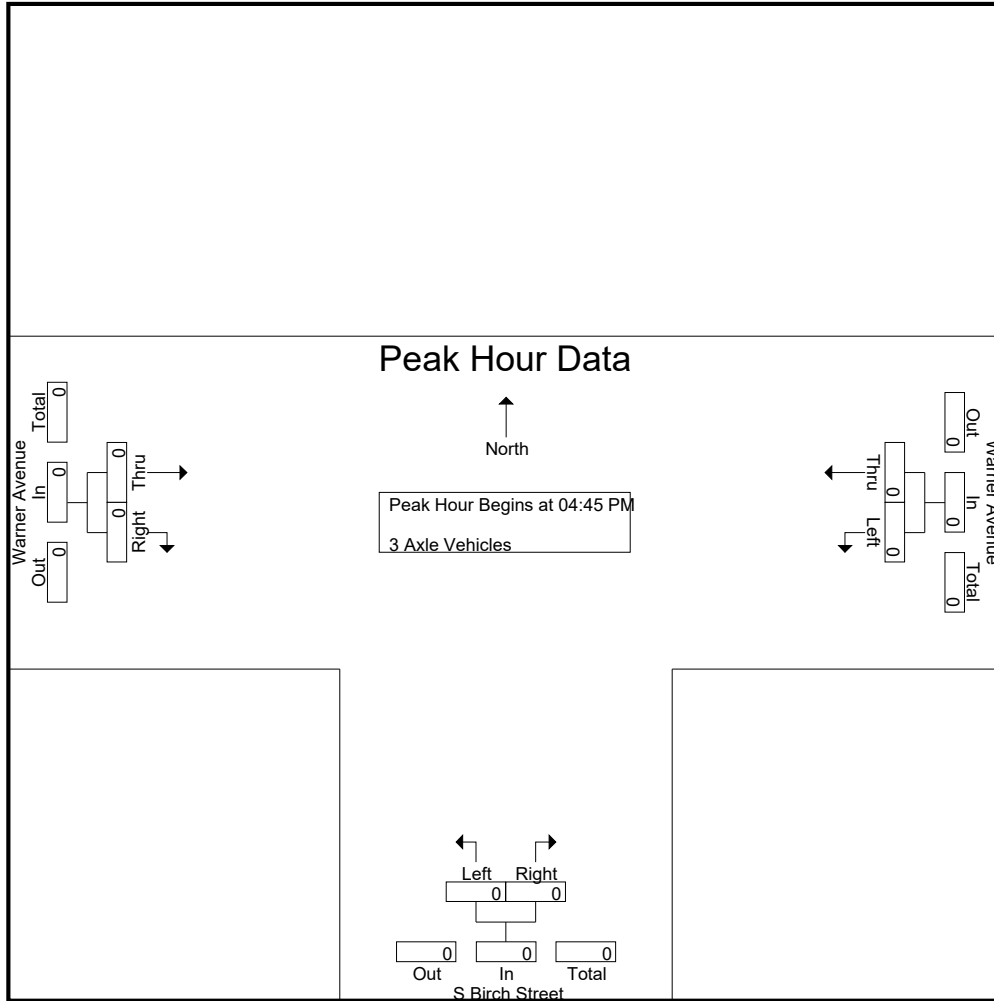 Peak Hour Data
North
Peak Hour Begins at 04:45 PM
3 Axle Vehicles
Warner Avenue
Total
0
In
0
Out
0
Thru
0
Right
0
Warner Avenue
Out
0
In
0
Total
0
Thru
0
Left
0
Left Right
0 0
0 0 0
Out In Total
S Birch Street